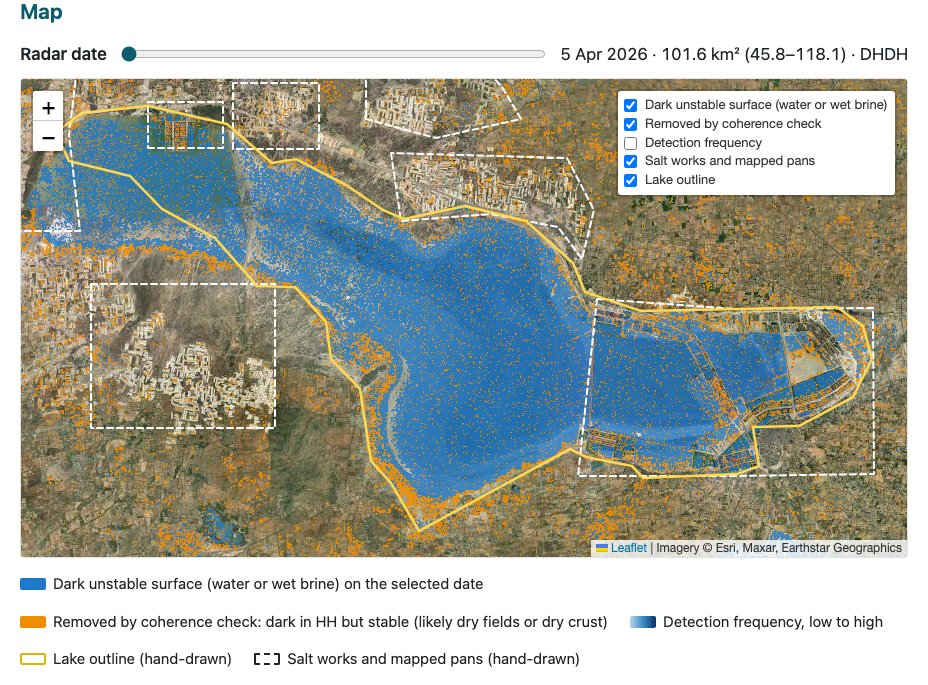 Map
Radar date 5 Apr 2026 · 101.6 km² (45.8–118.1) · DHDH
+
−
Dark unstable surface (water or wet brine)
Removed by coherence check
Detection frequency
Salt works and mapped pans
Lake outline
Leaflet | Imagery © Esri, Maxar, Earthstar Geographics
Dark unstable surface (water or wet brine) on the selected date
Removed by coherence check: dark in HH but stable (likely dry fields or dry crust) Detection frequency, low to high
Lake outline (hand-drawn) Salt works and mapped pans (hand-drawn)